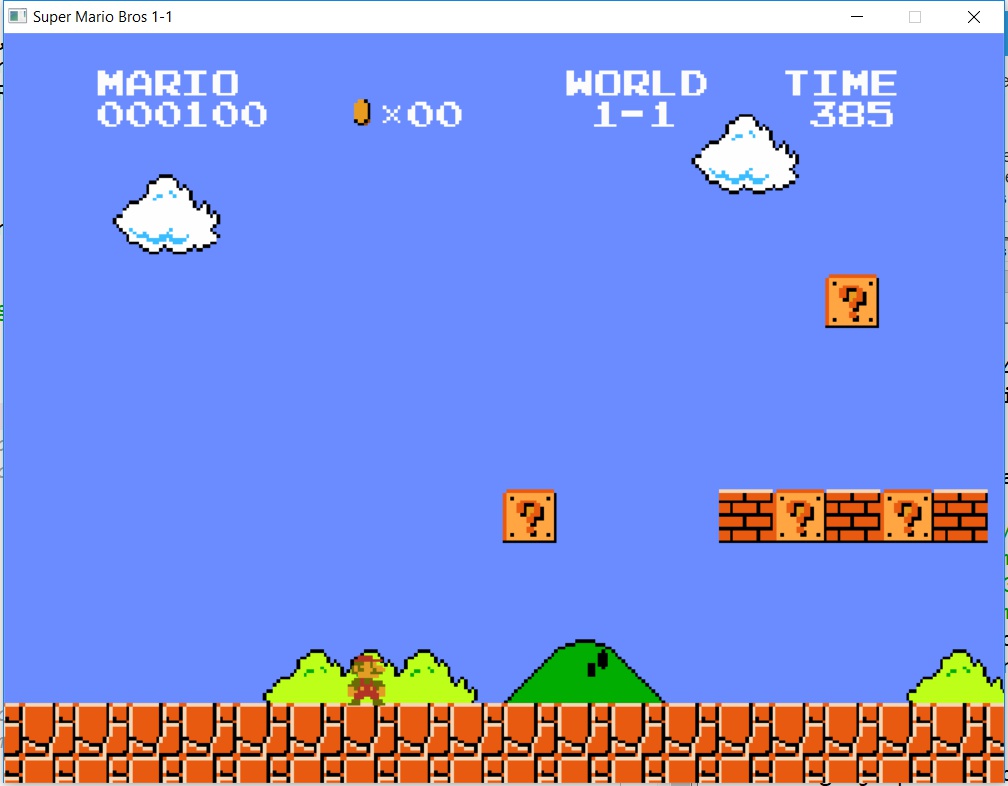 Super Mario Bros 1-1
MARIO WORLD TIME
000100 ×00 1-1 385
?
? ? ?